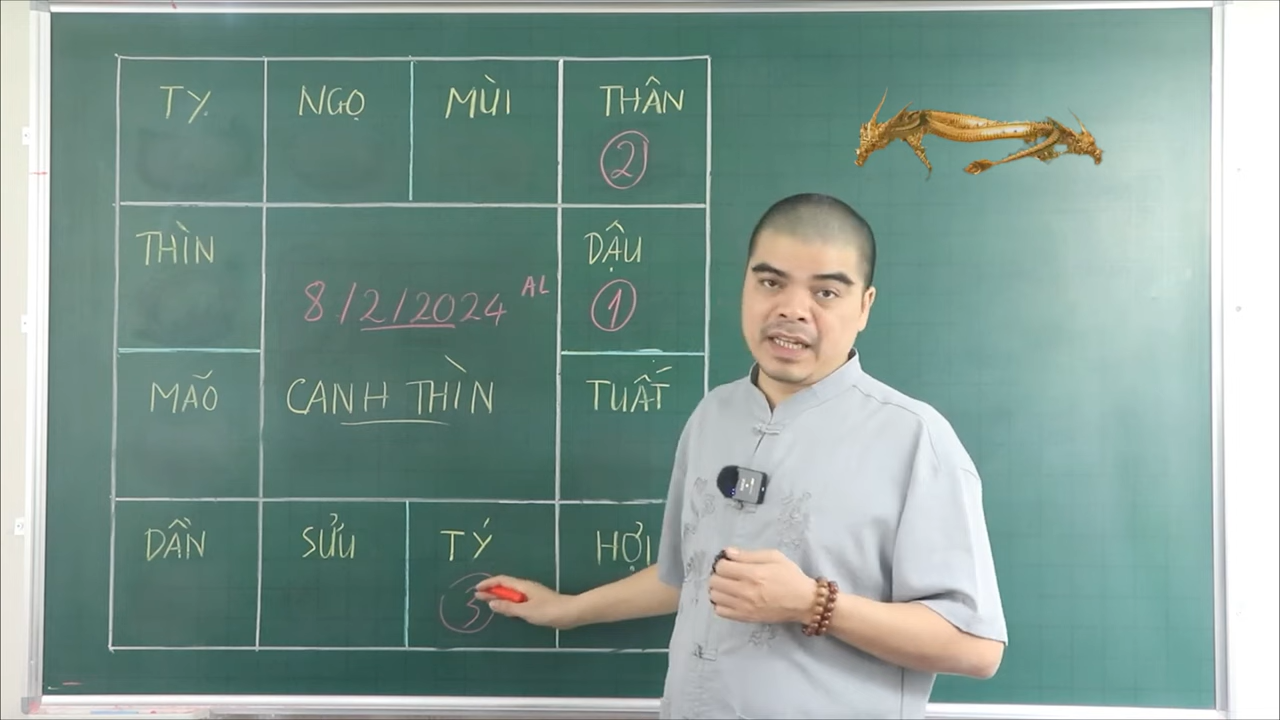 TỴ NGỌ MÙI THÂN
②
THÌN DẬU
①
8/2/2024 AL
MÃO CANH THÌN TUẤT
DẦN SỬU TÝ HỢI
③